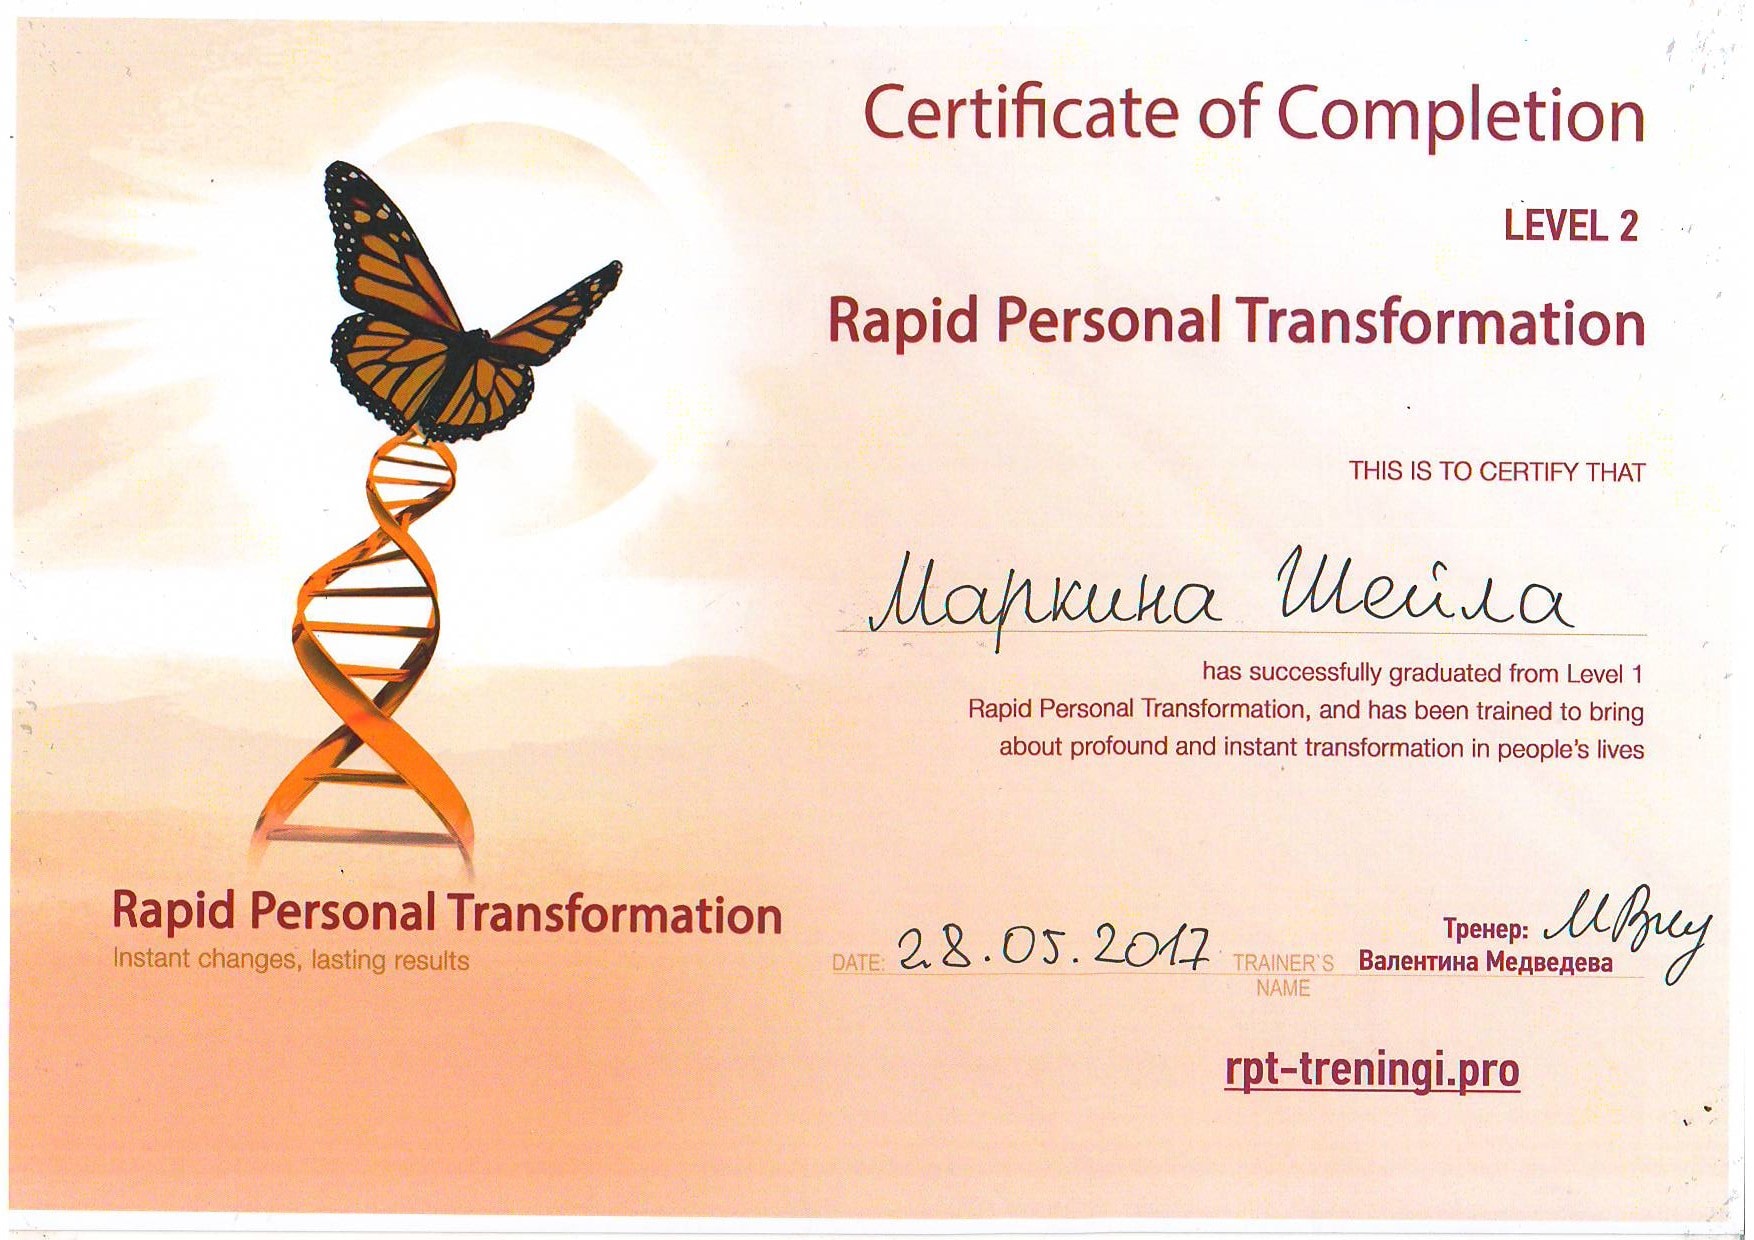 Certificate of Completion
LEVEL 2
Rapid Personal Transformation
THIS IS TO CERTIFY THAT
Маркина Шейла
has successfully graduated from Level 1
Rapid Personal Transformation, and has been trained to bring
about profound and instant transformation in people's lives
Rapid Personal Transformation
Instant changes, lasting results
DATE: 28.05.2017
TRAINER`S NAME
Тренер:
Валентина Медведева
rpt-treningi.pro